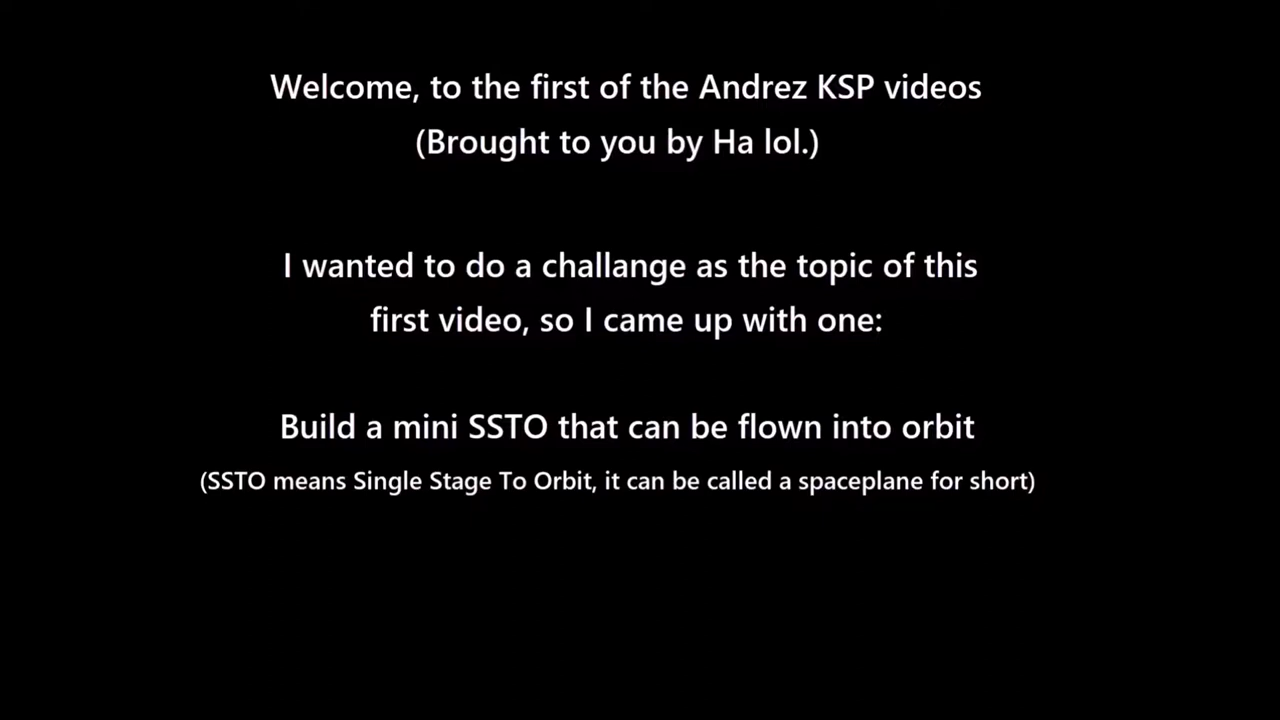 Welcome, to the first of the Andrez KSP videos
(Brought to you by Ha lol.)
I wanted to do a challange as the topic of this
first video, so I came up with one:
Build a mini SSTO that can be flown into orbit
(SSTO means Single Stage To Orbit, it can be called a spaceplane for short)